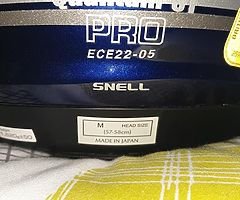 PRO
ECE22-05
SNELL
M HEAD SIZE
(57-58cm)
MADE IN JAPAN